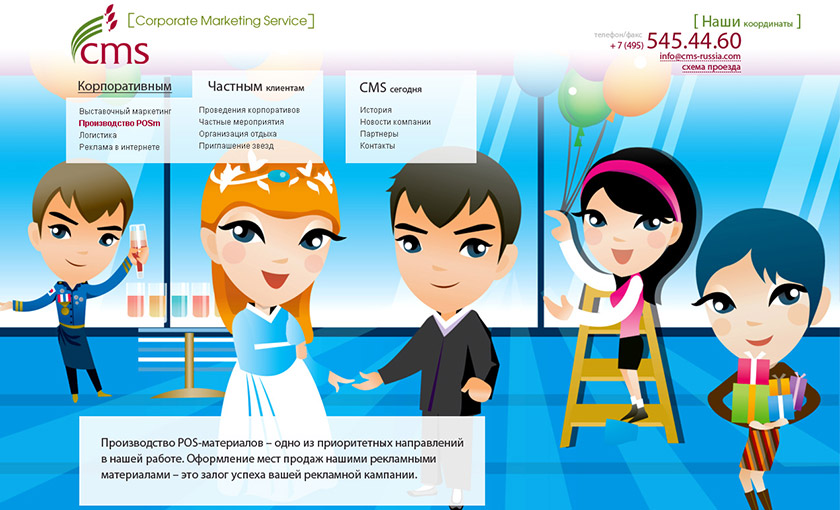 [Corporate Marketing Service]
cms
[Наши координаты]
телефон/факс
+ 7 (495) 545.44.60
info@cms-russia.com
схема проезда
Корпоративным
Выставочный маркетинг
Производство POSm
Логистика
Реклама в интернете
Частным клиентам
Проведения корпоративов
Частные мероприятия
Организация отдыха
Приглашение звезд
CMS сегодня
История
Новости компании
Партнеры
Контакты
Производство POS-материалов – одно из приоритетных направлений
в нашей работе. Оформление мест продаж нашими рекламными
материалами – это залог успеха вашей рекламной кампании.